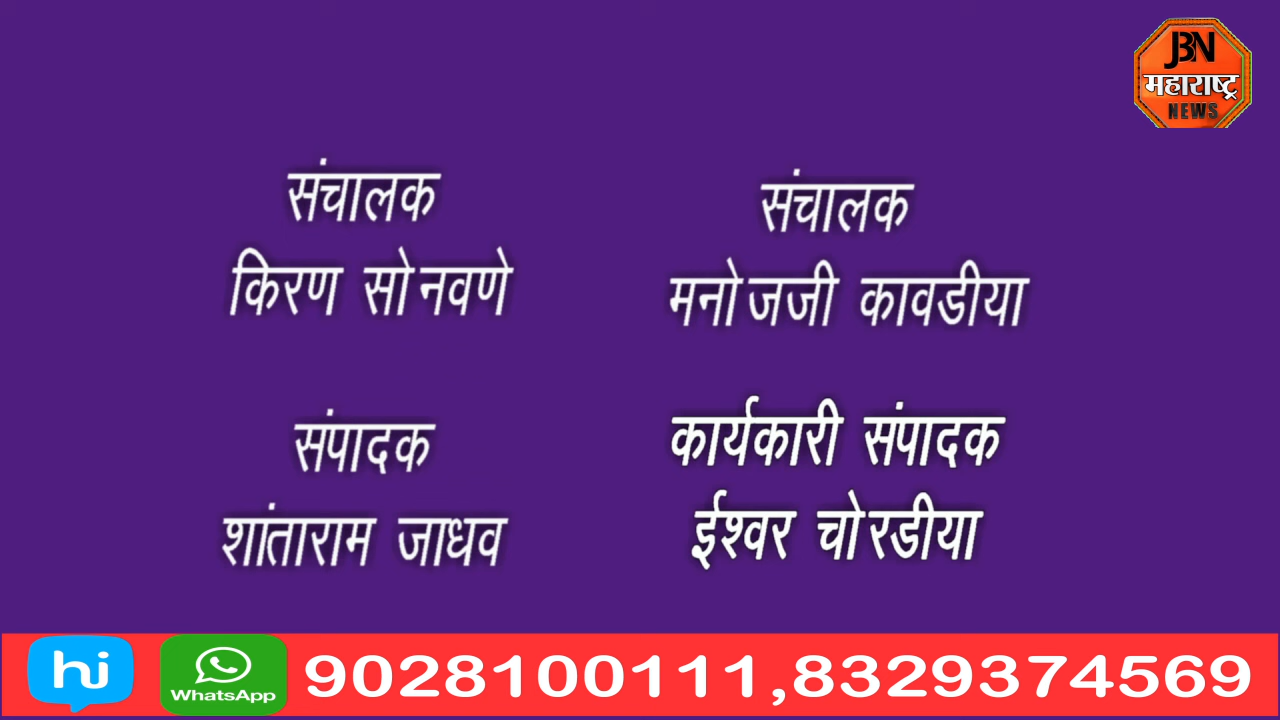 JBN
महाराष्ट्र
NEWS
संचालक
किरण सोनवणे
संचालक
मनोजजी कावडीया
संपादक
शांताराम जाधव
कार्यकारी संपादक
ईश्वर चोरडीया
hi
WhatsApp
9028100111,8329374569